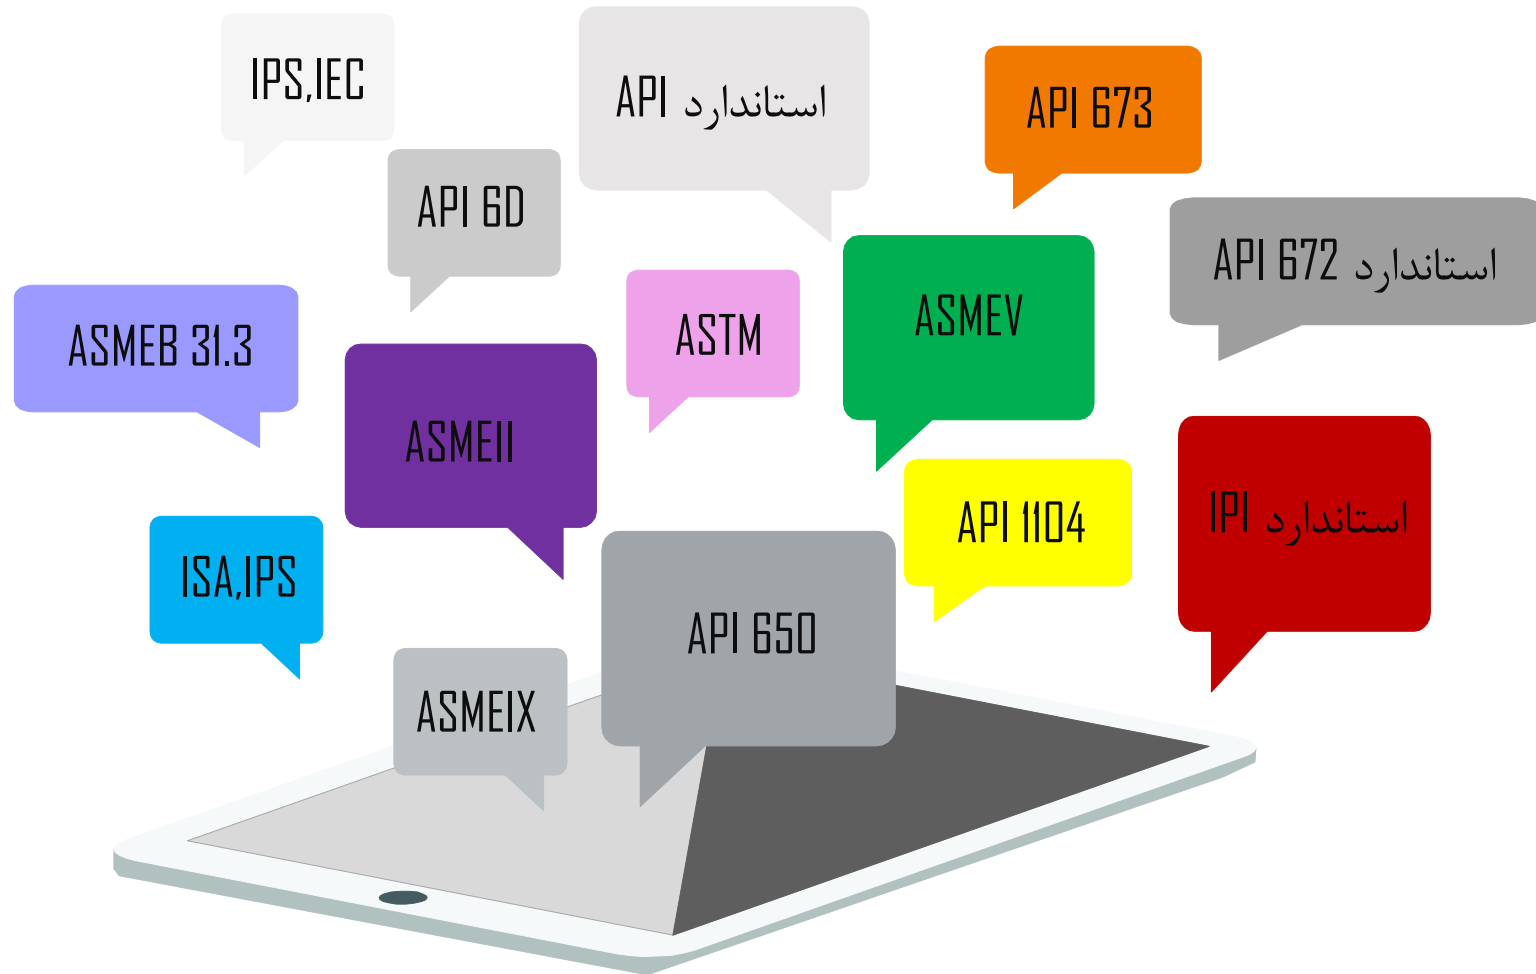 IPS,IEC
استاندارد API
API 673
API 6D
استاندارد API 672
ASMEB 31.3
ASTM
ASMEV
ASMEII
API 1104
استاندارد IPI
ISA,IPS
API 650
ASMEIX